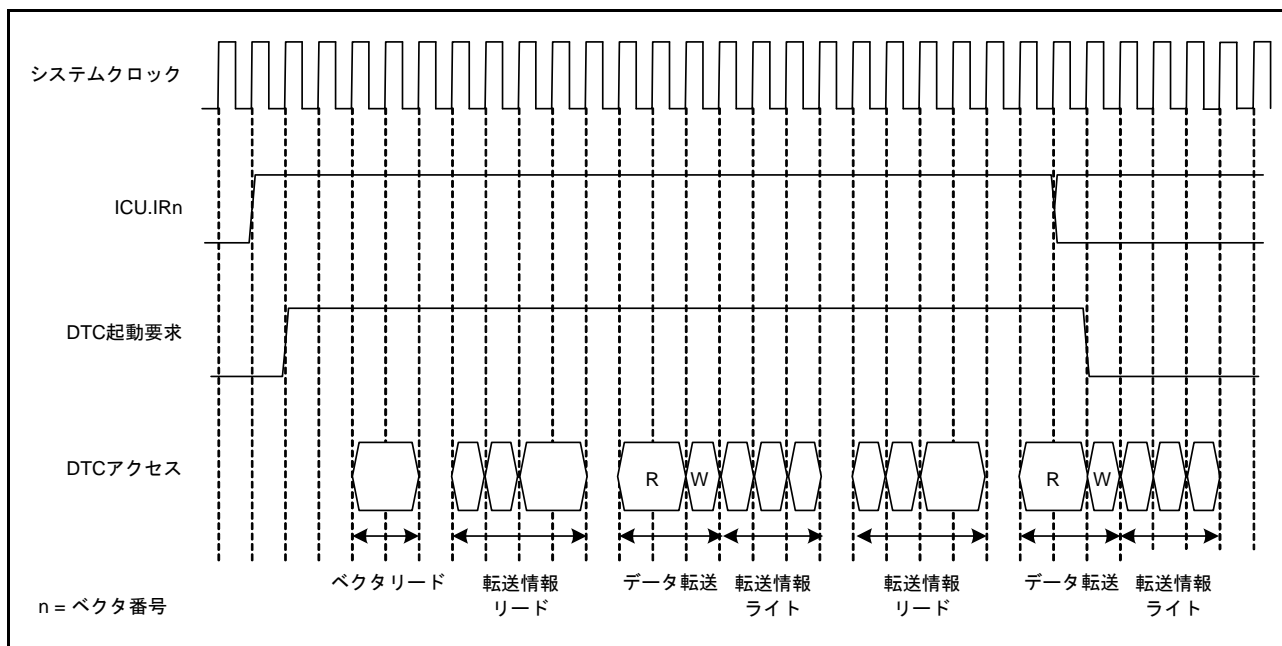 システムクロック
ICU.IRn
DTC起動要求
DTCアクセス
R
W
R
W
ベクタリード
転送情報
リード
データ転送
転送情報
ライト
転送情報
リード
データ転送
転送情報
ライト
n = ベクタ番号